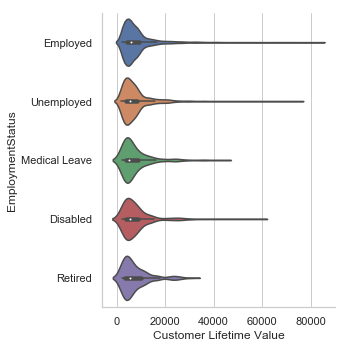 EmploymentStatus
Employed
Unemployed
Medical Leave
Disabled
Retired
0 20000 40000 60000 80000
Customer Lifetime Value